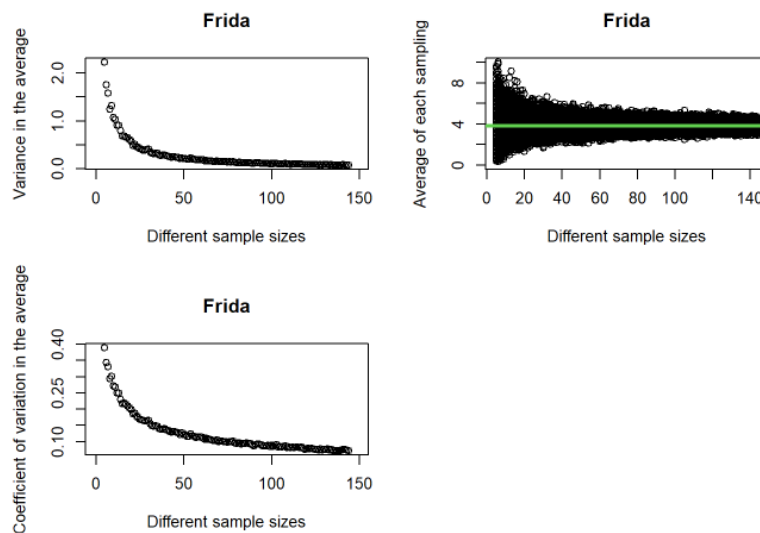 Frida
Variance in the average
0.0 1.0 2.0
0 50 100 150
Different sample sizes
Frida
Average of each sampling
0 4 8
0 20 40 60 80 100 140
Different sample sizes
Frida
Coefficient of variation in the average
0.10 0.25 0.40
0 50 100 150
Different sample sizes